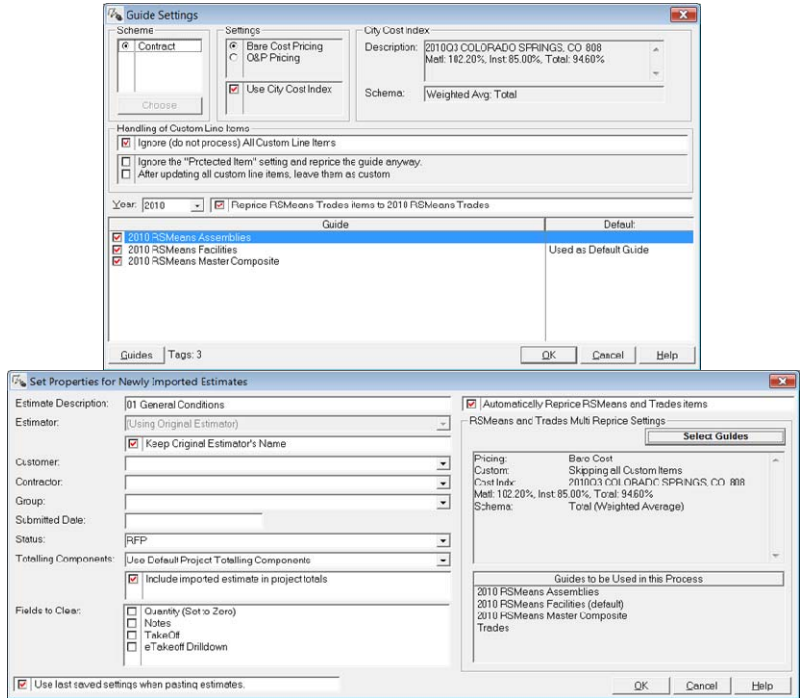 Guide Settings
Scheme
Contract
Choose
Settings
Bare Cost Pricing
O&P Pricing
Use City Cost Index
City Cost Index
Description: 2010Q3 COLORADO SPRINGS, CO 808
Matl: 102.20%, Inst: 85.00%, Total: 94.60%
Schema: Weighted Avg: Total
Handling of Custom Line Items
Ignore (do not process) All Custom Line Items
Ignore the "Protected Item" setting and reprice the guide anyway.
After updating all custom line items, leave them as custom
Year: 2010
Reprice RSMeans Trades items to 2010 RSMeans Trades
Guide Default
2010 RSMeans Assemblies
2010 RSMeans Facilities Used as Default Guide
2010 RSMeans Master Composite
Guides Tags: 3
OK Cancel Help
Set Properties for Newly Imported Estimates
Estimate Description: 01 General Conditions
Estimator: (Using Original Estimator)
Keep Original Estimator's Name
Customer:
Contractor:
Group:
Submitted Date:
Status: RFP
Totalling Components: Use Default Project Totalling Components
Include imported estimate in project totals
Fields to Clear: Quantity (Set to Zero)
Notes
TakeOff
eTakeoff Drilldown
Use last saved settings when pasting estimates.
Automatically Reprice RSMeans and Trades items
RSMeans and Trades Multi Reprice Settings
Select Guides
Pricing: Bare Cost
Custom: Skipping all Custom Items
Cost Indx: 2010Q3 COLORADO SPRINGS, CO 808
Matl: 102.20%, Inst: 85.00%, Total: 94.60%
Schema: Total (Weighted Average)
Guides to be Used in this Process
2010 RSMeans Assemblies
2010 RSMeans Facilities (default)
2010 RSMeans Master Composite
Trades
OK Cancel Help